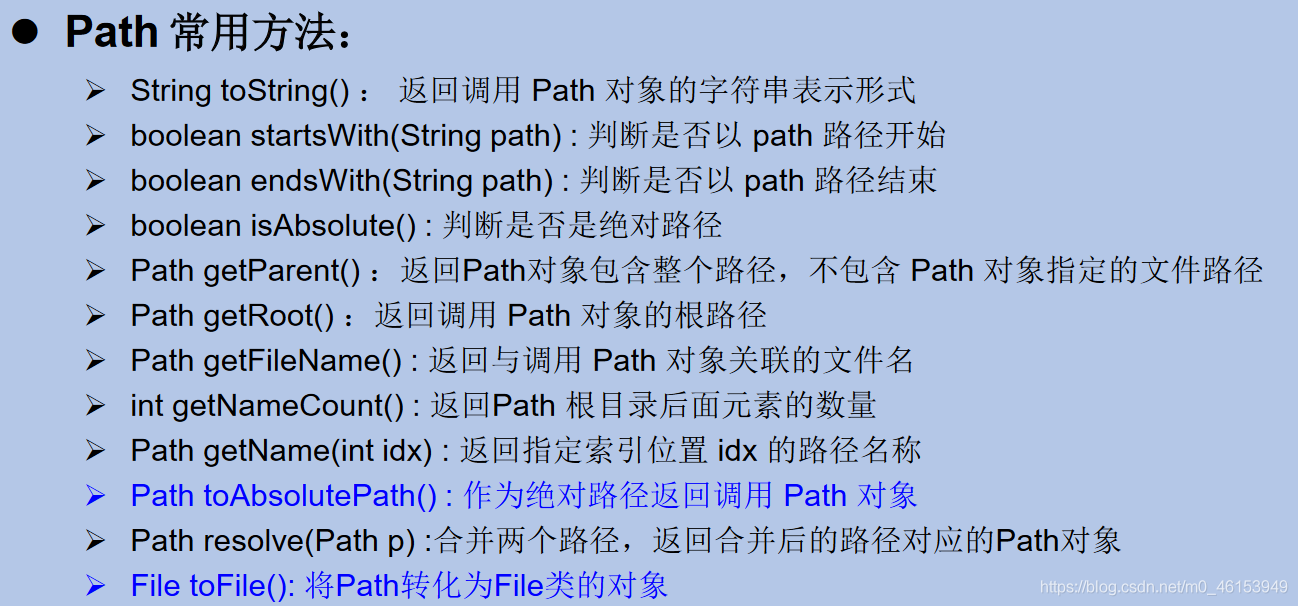 ● Path 常用方法：
➢ String toString() ： 返回调用 Path 对象的字符串表示形式
➢ boolean startsWith(String path) : 判断是否以 path 路径开始
➢ boolean endsWith(String path) : 判断是否以 path 路径结束
➢ boolean isAbsolute() : 判断是否是绝对路径
➢ Path getParent() ：返回Path对象包含整个路径，不包含 Path 对象指定的文件路径
➢ Path getRoot() ：返回调用 Path 对象的根路径
➢ Path getFileName() : 返回与调用 Path 对象关联的文件名
➢ int getNameCount() : 返回Path 根目录后面元素的数量
➢ Path getName(int idx) : 返回指定索引位置 idx 的路径名称
➢ Path toAbsolutePath() : 作为绝对路径返回调用 Path 对象
➢ Path resolve(Path p) :合并两个路径，返回合并后的路径对应的Path对象
➢ File toFile(): 将Path转化为File类的对象
https://blog.csdn.net/m0_46153949